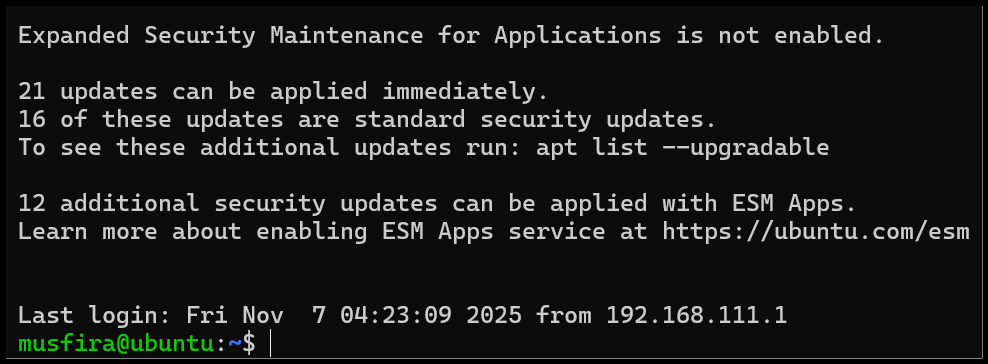 Expanded Security Maintenance for Applications is not enabled.
21 updates can be applied immediately.
16 of these updates are standard security updates.
To see these additional updates run: apt list --upgradable
12 additional security updates can be applied with ESM Apps.
Learn more about enabling ESM Apps service at https://ubuntu.com/esm
Last login: Fri Nov  7 04:23:09 2025 from 192.168.111.1
musfira@ubuntu:~$